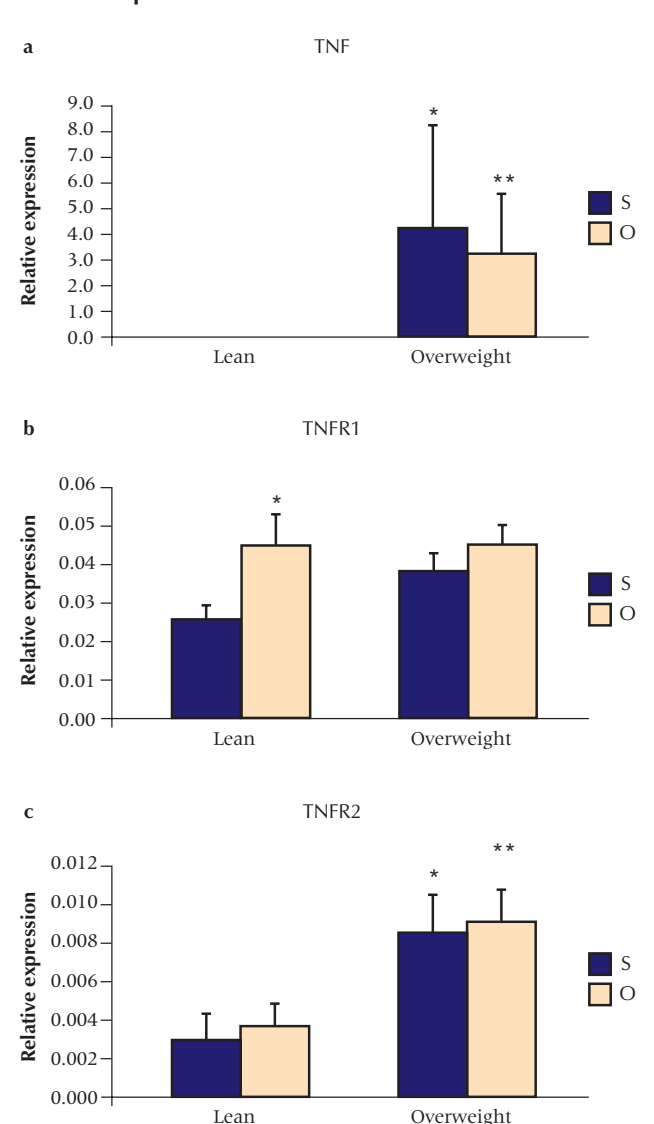 a
TNF
Relative expression
9.0
8.0
7.0
6.0
5.0
4.0
3.0
2.0
1.0
0.0
*
**
S
O
Lean
Overweight
b
TNFR1
Relative expression
0.06
0.05
0.04
0.03
0.02
0.01
0.00
*
S
O
Lean
Overweight
c
TNFR2
Relative expression
0.012
0.010
0.008
0.006
0.004
0.002
0.000
*
**
S
O
Lean
Overweight